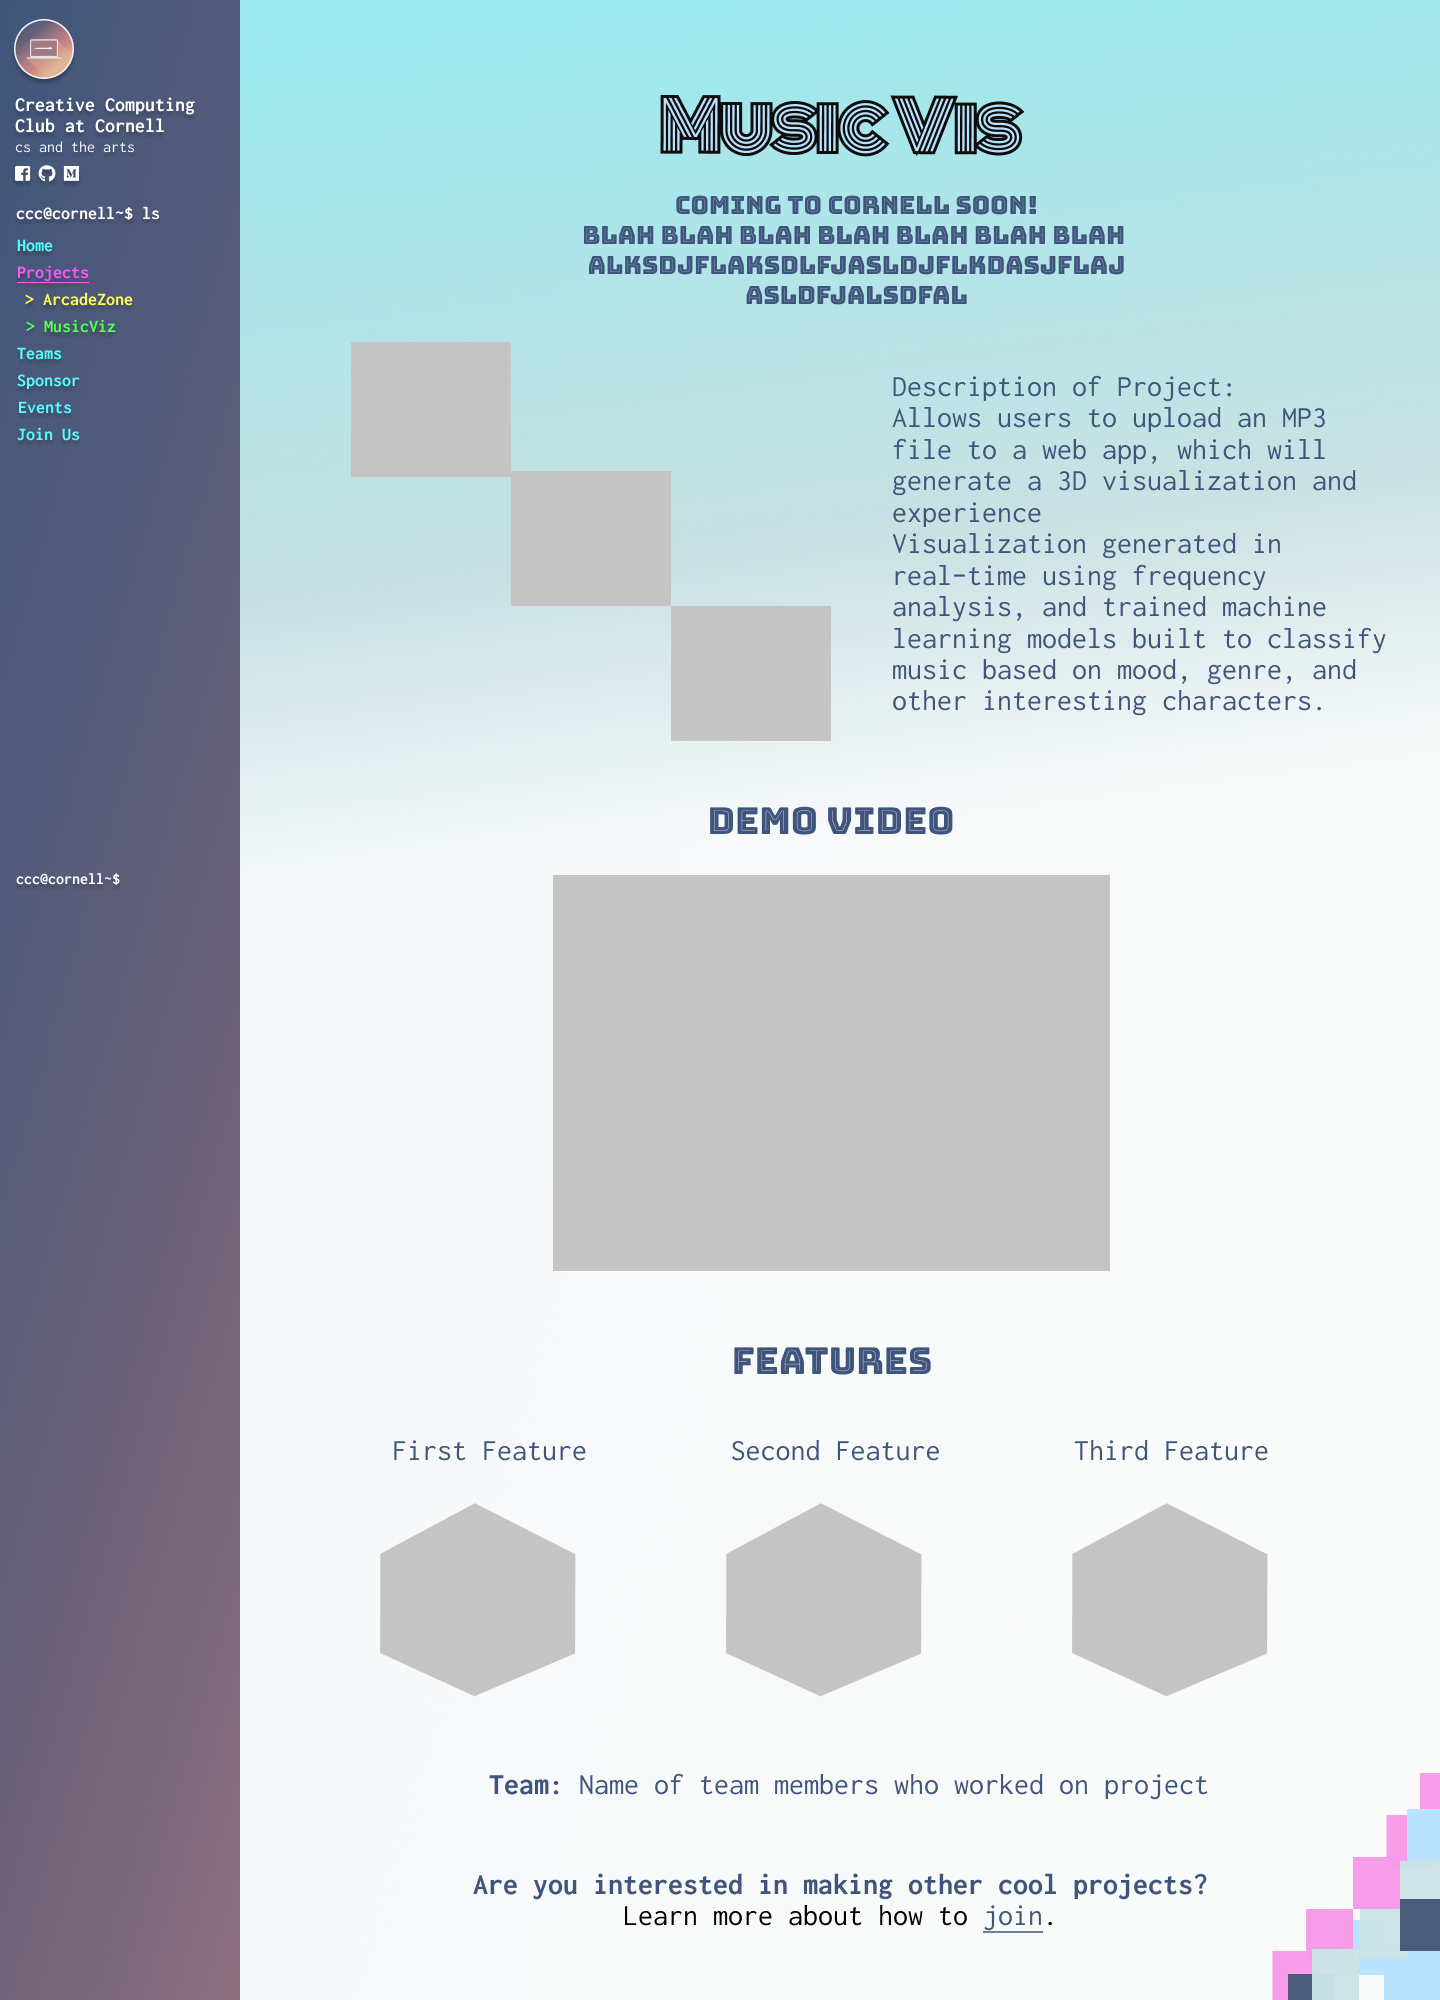 Creative Computing
Club at Cornell
cs and the arts
M
ccc@cornell~$ ls
Home
Projects
> ArcadeZone
> MusicViz
Teams
Sponsor
Events
Join Us
ccc@cornell~$
Music Vis
COMING TO CORNELL SOON!
BLAH BLAH BLAH BLAH BLAH BLAH BLAH
ALKSDJFLAKSDLFJASLDJFLKDASJFLAJ
ASLDFJALSDFAL
Description of Project:
Allows users to upload an MP3
file to a web app, which will
generate a 3D visualization and
experience
Visualization generated in
real-time using frequency
analysis, and trained machine
learning models built to classify
music based on mood, genre, and
other interesting characters.
DEMO VIDEO
FEATURES
First Feature
Second Feature
Third Feature
Team: Name of team members who worked on project
Are you interested in making other cool projects?
Learn more about how to join.